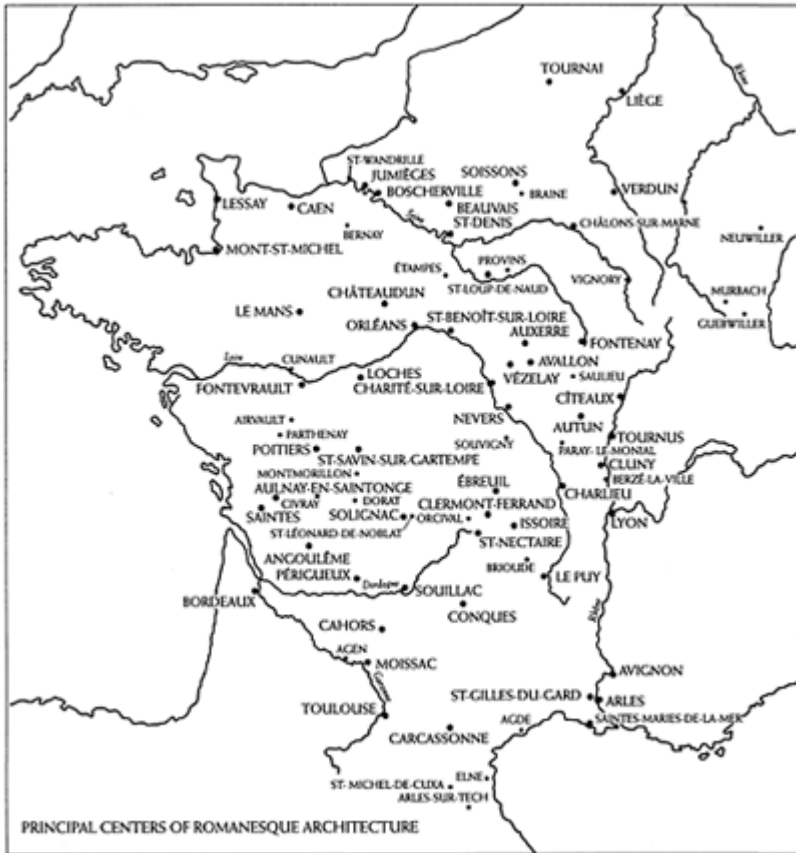 TOURNAI
Rhine
LIÈGE
ST-WANDRILLE
JUMIÈGES
SOISSONS
BOSCHERVILLE
BRAINE
VERDUN
LESSAY
CAEN
BEAUVAIS
Seine
ST-DENIS
CHÂLONS-SUR-MARNE
BERNAY
NEUWILLER
MONT-ST-MICHEL
PROVINS
ÉTAMPES
VIGNORY
ST-LOUP-DE-NAUD
MURBACH
CHÂTEAUDUN
LE MANS
ST-BENOÎT-SUR-LOIRE
GUEBWILLER
ORLÉANS
AUXERRE
FONTENAY
Loire
CUNAULT
AVALLON
LOCHES
VÉZELAY
SAULIEU
FONTEVRAULT
CHARITÉ-SUR-LOIRE
CÎTEAUX
NEVERS
AUTUN
AIRVAULT
PARTHENAY
SOUVIGNY
TOURNUS
POITIERS
PARAY-LE-MONIAL
ST-SAVIN-SUR-GARTEMPE
CLUNY
MONTMORILLON
ÉBREUIL
BERZÉ-LA-VILLE
AULNAY-EN-SAINTONGE
CHARLIEU
CIVRAY
DORAT
CLERMONT-FERRAND
SAINTES
SOLIGNAC
ORCIVAL
ISSOIRE
LYON
ST-LÉONARD-DE-NOBLAT
ST-NECTAIRE
ANGOULÊME
BRIOUDE
PÉRIGUEUX
Dordogne
LE PUY
SOUILLAC
BORDEAUX
CONQUES
Rhône
CAHORS
AGEN
MOISSAC
AVIGNON
Garonne
ST-GILLES-DU-GARD
ARLES
TOULOUSE
AGDE
SAINTES-MARIES-DE-LA-MER
CARCASSONNE
ELNE
ST- MICHEL-DE-CUXA
ARLES-SUR-TECH
PRINCIPAL CENTERS OF ROMANESQUE ARCHITECTURE